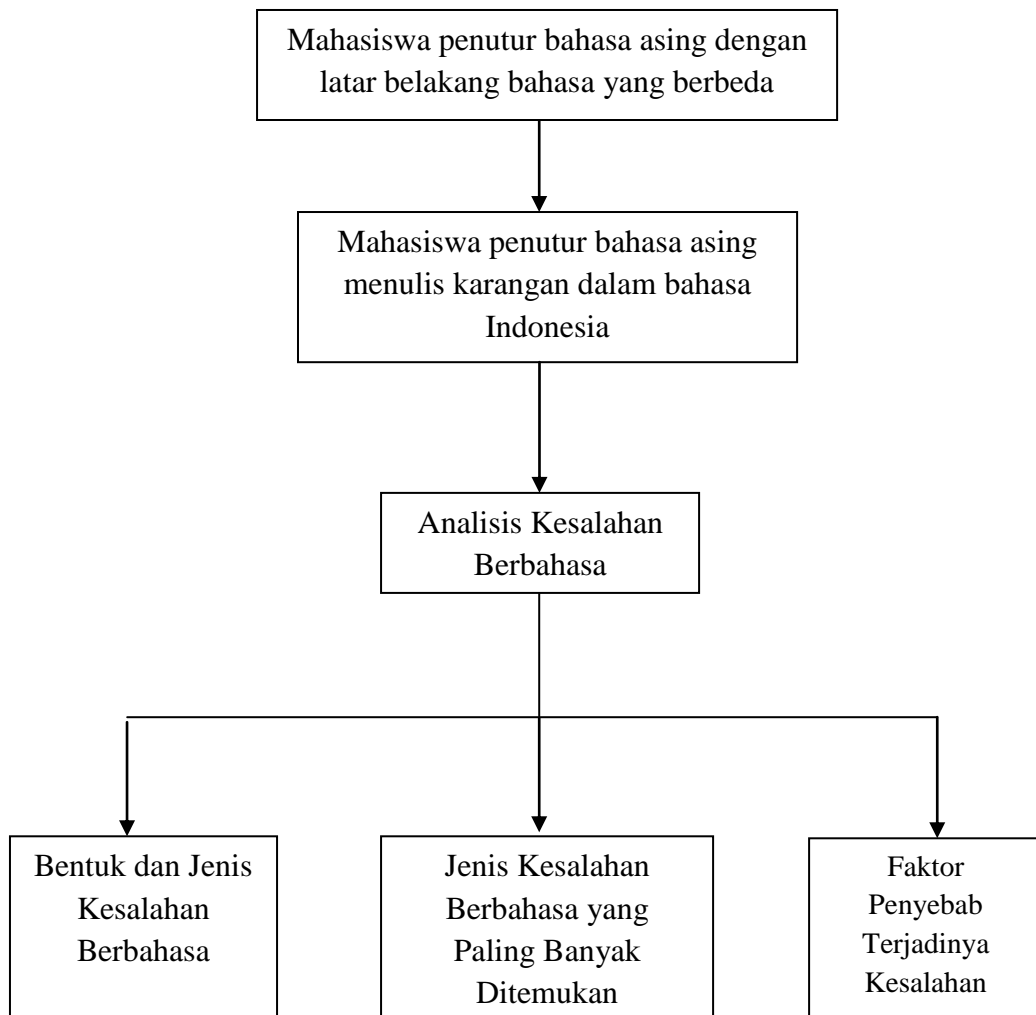 Mahasiswa penutur bahasa asing dengan
latar belakang bahasa yang berbeda
Mahasiswa penutur bahasa asing
menulis karangan dalam bahasa
Indonesia
Analisis Kesalahan
Berbahasa
Bentuk dan Jenis
Kesalahan
Berbahasa
Jenis Kesalahan
Berbahasa yang
Paling Banyak
Ditemukan
Faktor
Penyebab
Terjadinya
Kesalahan